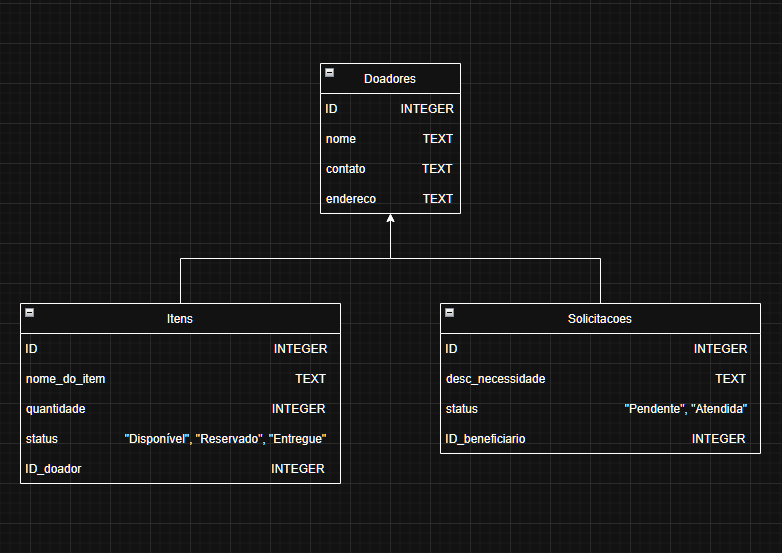 Doadores
ID INTEGER
nome TEXT
contato TEXT
endereco TEXT
Itens
ID INTEGER
nome_do_item TEXT
quantidade INTEGER
status "Disponível", "Reservado", "Entregue"
ID_doador INTEGER
Solicitacoes
ID INTEGER
desc_necessidade TEXT
status "Pendente", "Atendida"
ID_beneficiario INTEGER